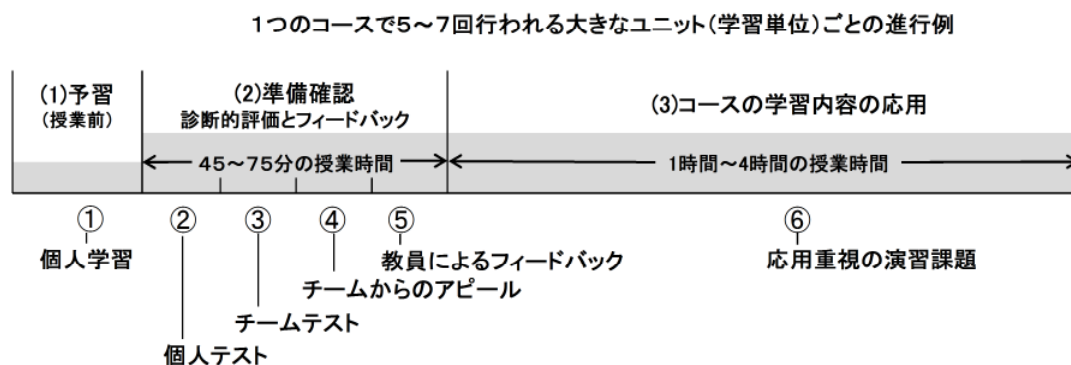 1つのコースで5～7回行われる大きなユニット(学習単位)ごとの進行例
(1)予習
(授業前)
(2)準備確認
診断的評価とフィードバック
(3)コースの学習内容の応用
45～75分の授業時間
1時間～4時間の授業時間
①
②
③
④
⑤
⑥
個人学習
教員によるフィードバック
応用重視の演習課題
チームからのアピール
チームテスト
個人テスト